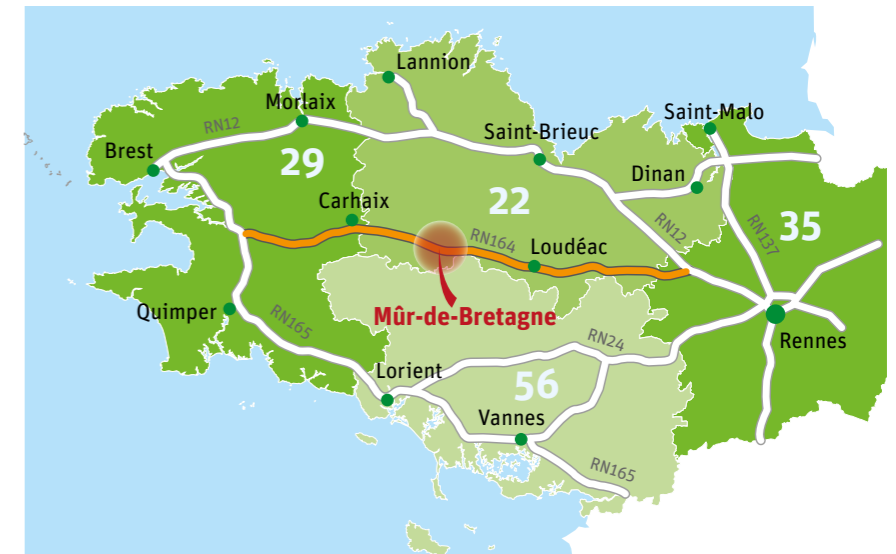 Lannion
Morlaix
Saint-Malo
RN12
Saint-Brieuc
Brest
29
Dinan
Carhaix
22
35
RN12
RN137
RN164
Loudéac
Quimper
Mûr-de-Bretagne
RN165
Rennes
RN24
Lorient
56
Vannes
RN165